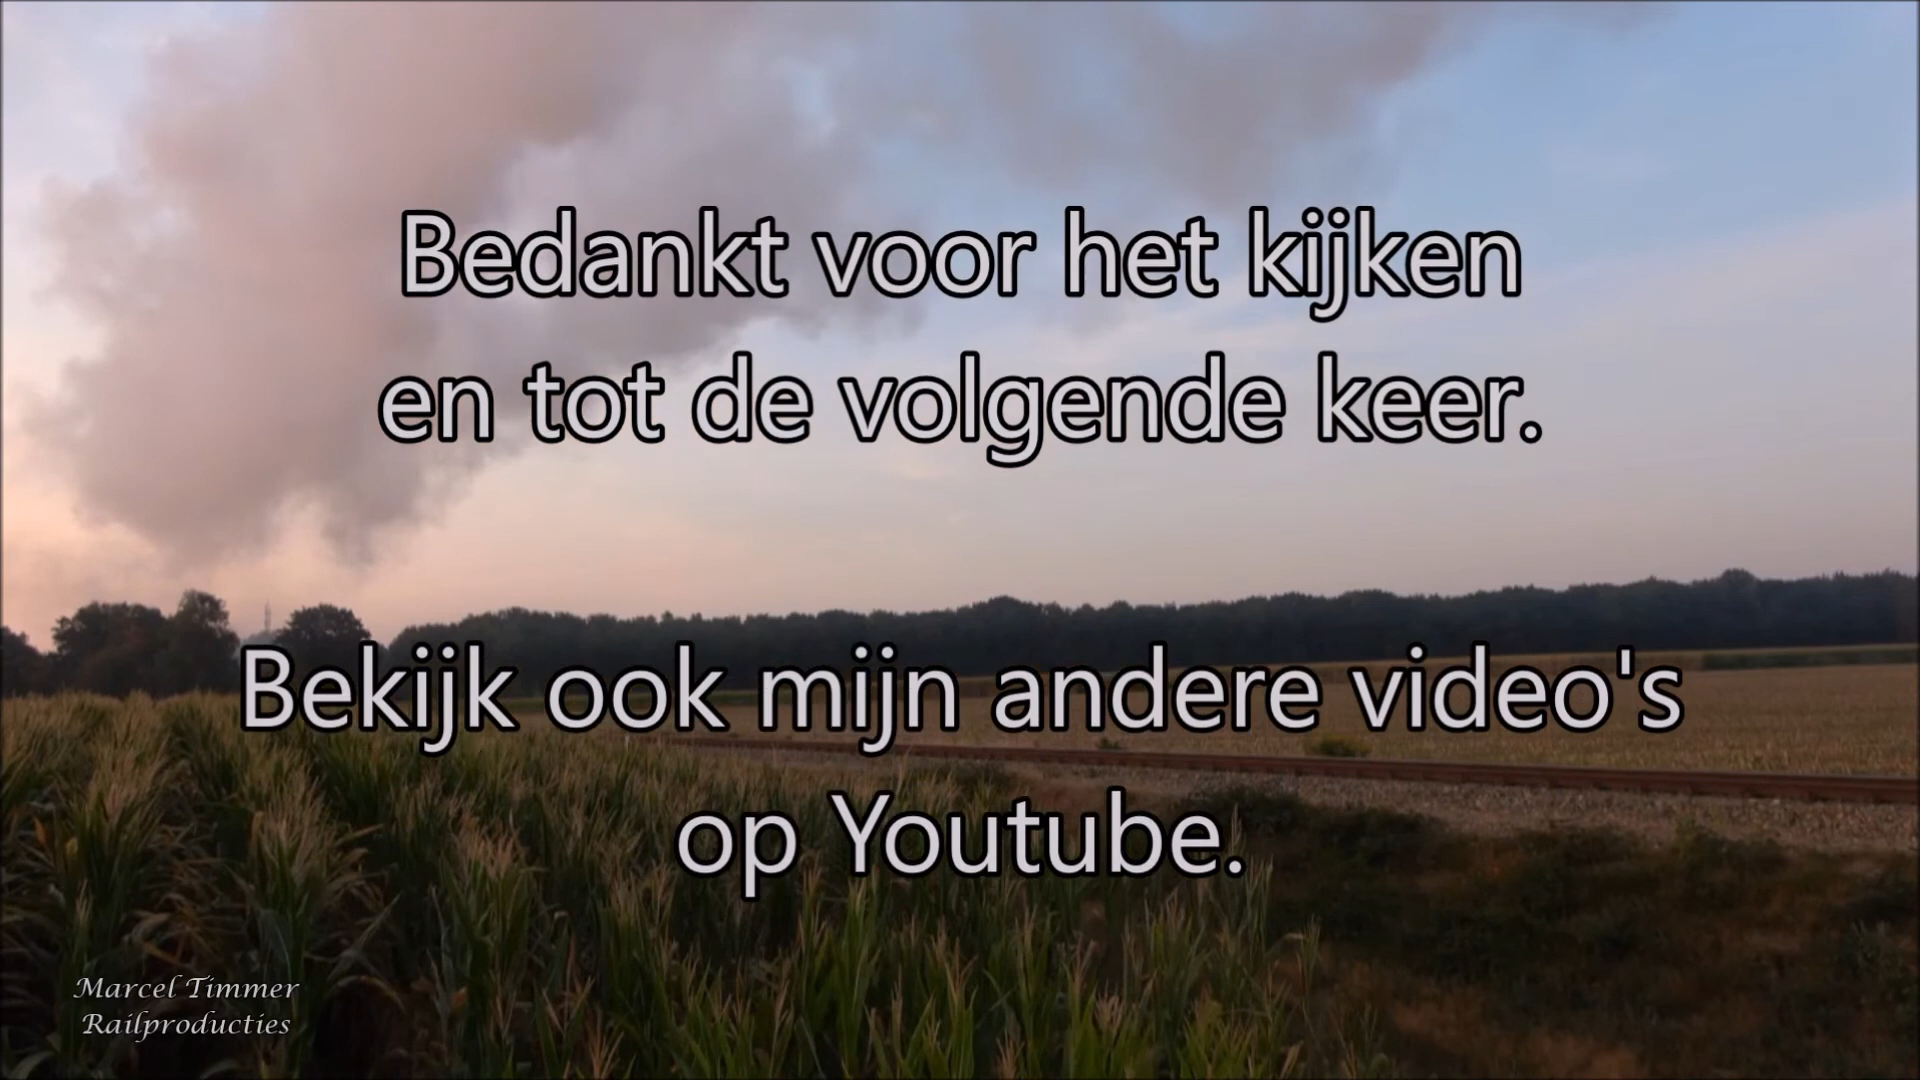 Bedankt voor het kijken
en tot de volgende keer.
Bekijk ook mijn andere video's
op Youtube.
Marcel Timmer
Railproducties